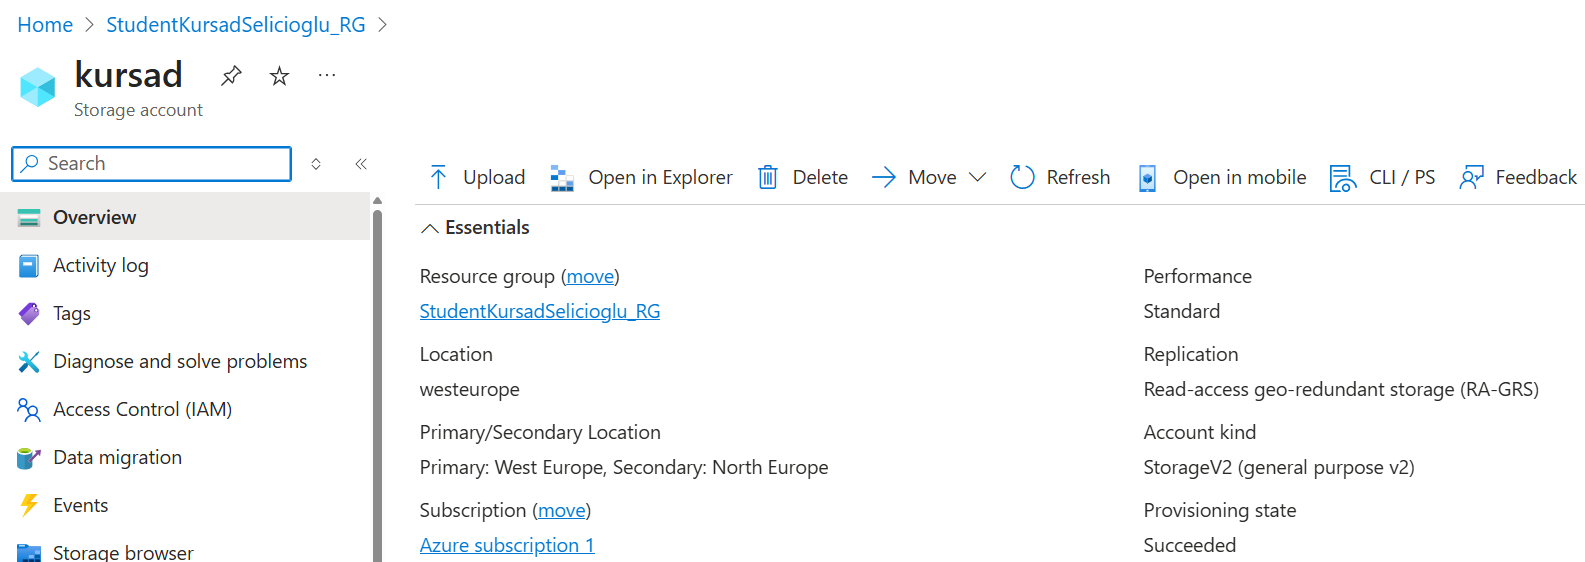 Home > StudentKursadSelicioglu_RG >
kursad
Storage account
Search
Overview
Activity log
Tags
Diagnose and solve problems
Access Control (IAM)
Data migration
Events
Storage browser
Upload Open in Explorer Delete Move Refresh Open in mobile CLI / PS Feedback
Essentials
Resource group (move)
StudentKursadSelicioglu_RG
Location
westeurope
Primary/Secondary Location
Primary: West Europe, Secondary: North Europe
Subscription (move)
Azure subscription 1
Performance
Standard
Replication
Read-access geo-redundant storage (RA-GRS)
Account kind
StorageV2 (general purpose v2)
Provisioning state
Succeeded